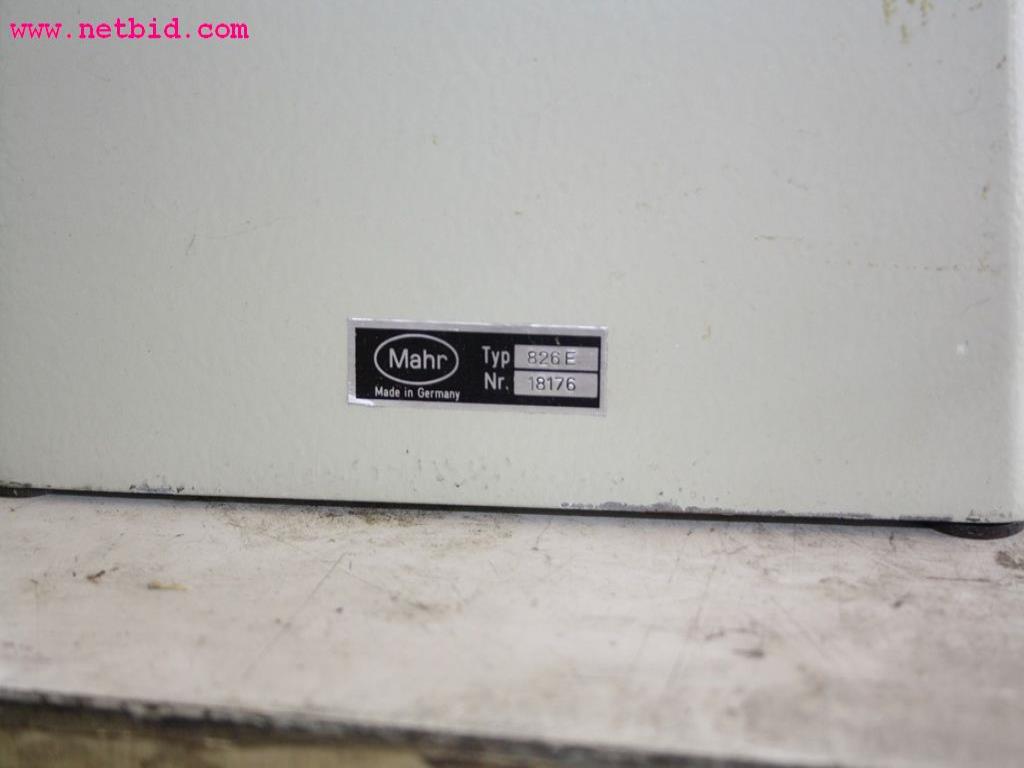 www.netbid.com
Mahr
Made in Germany
Typ 826 E
Nr. 18176